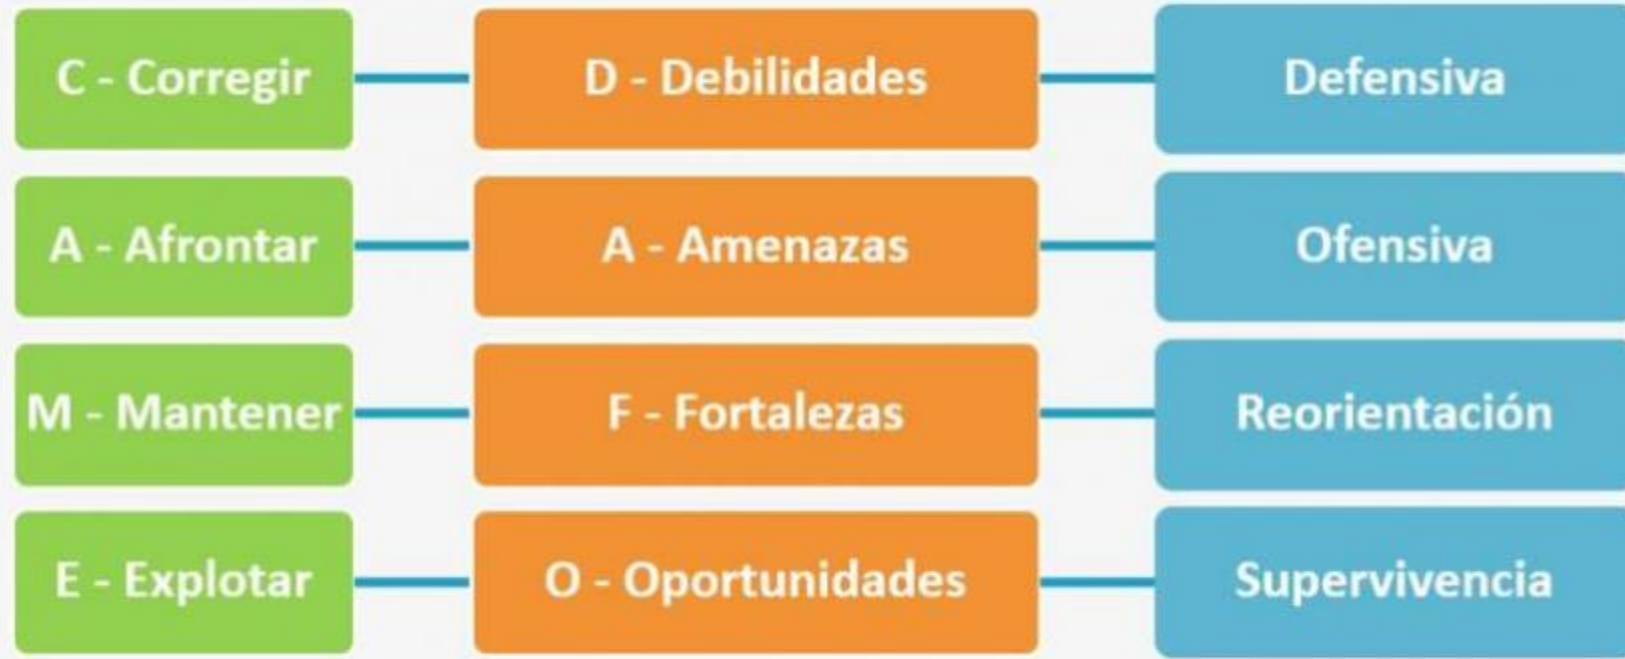 C - Corregir
D - Debilidades
Defensiva
A - Afrontar
A - Amenazas
Ofensiva
M - Mantener
F - Fortalezas
Reorientación
E - Explotar
O - Oportunidades
Supervivencia